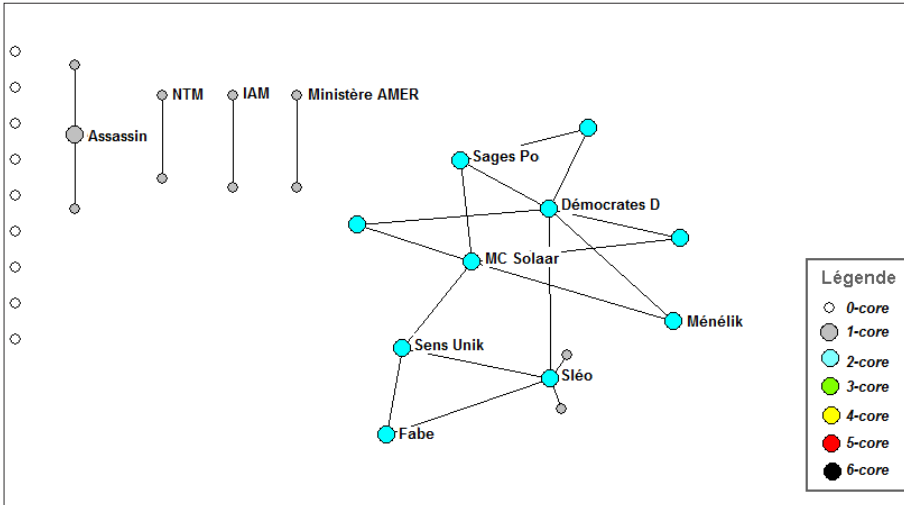 NTM
IAM
Ministère AMER
Assassin
Sages Po
Démocrates D
MC Solaar
Ménélik
Sens Unik
Sléo
Fabe
Légende
0-core
1-core
2-core
3-core
4-core
5-core
6-core